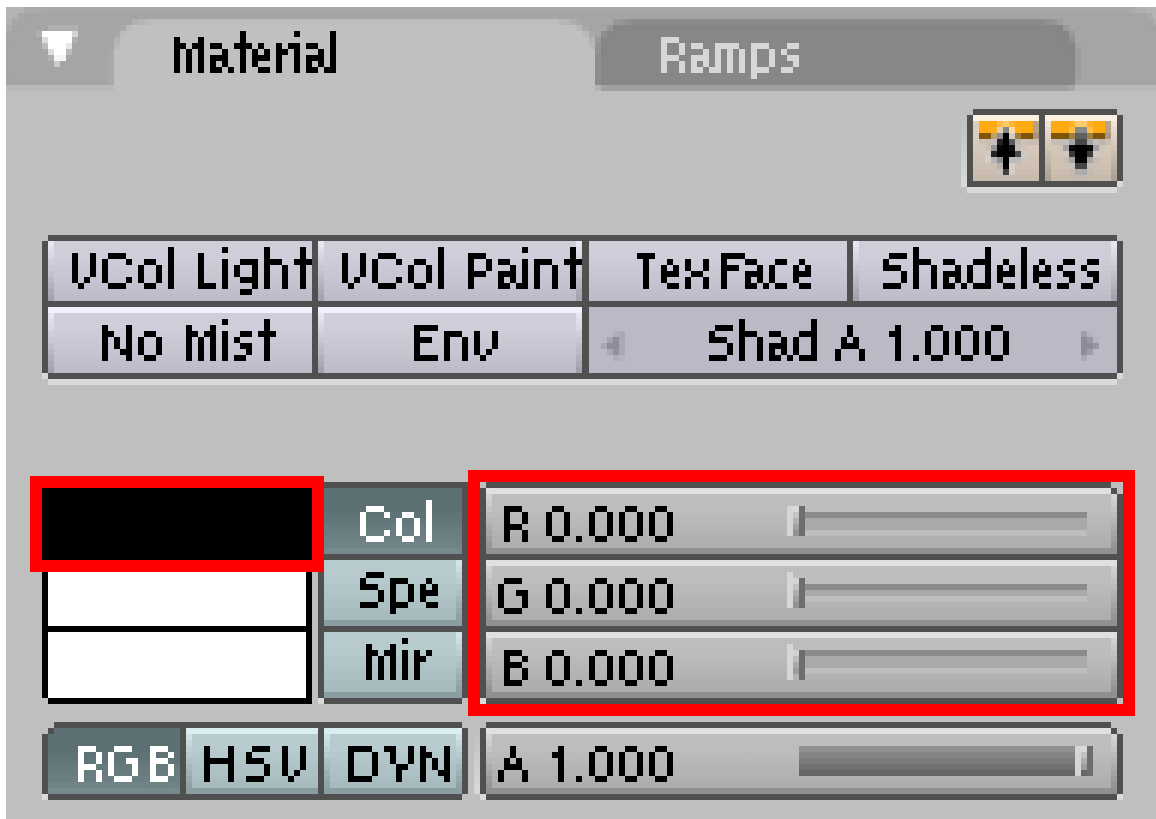 Material Ramps
VCol Light VCol Paint TexFace Shadeless
No Mist Env Shad A 1.000
Col R 0.000
Spe G 0.000
Mir B 0.000
RGB HSV DYN A 1.000